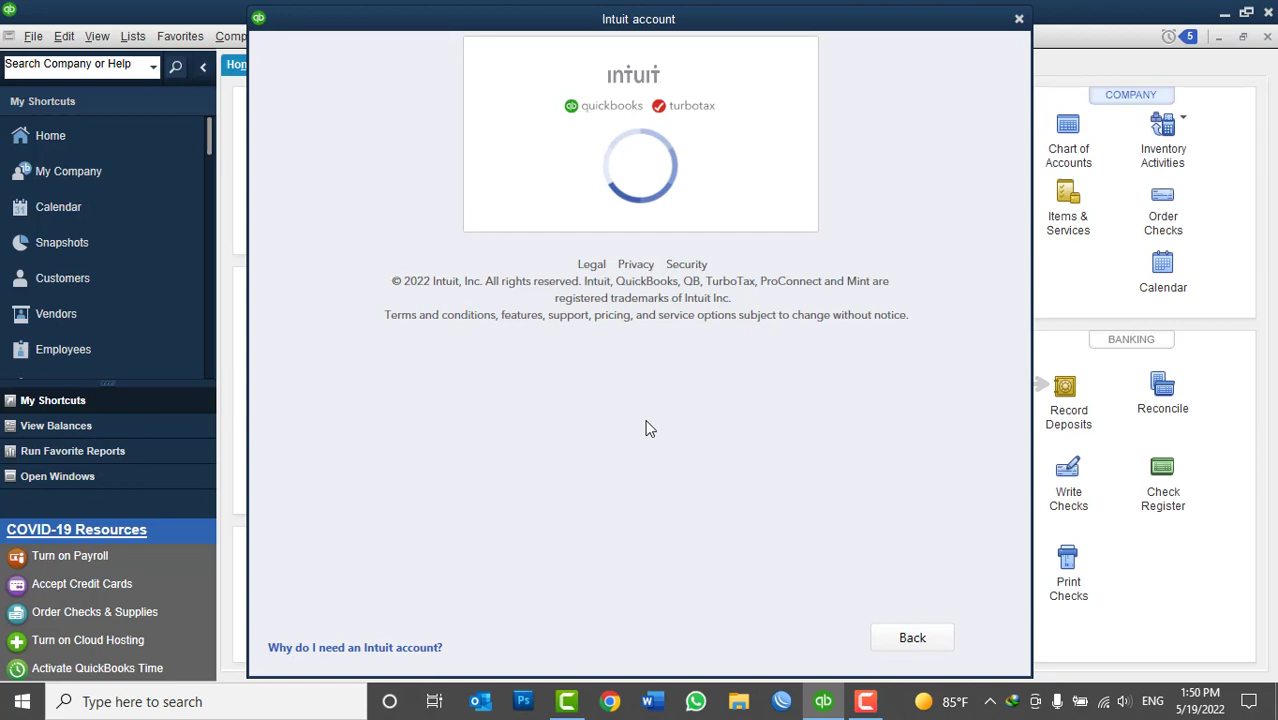 Intuit account
File Edit View Lists Favorites Comp
5
Search Company or Help
Hon
My Shortcuts
Home
My Company
Calendar
Snapshots
Customers
Vendors
Employees
My Shortcuts
View Balances
Run Favorite Reports
Open Windows
COVID-19 Resources
Turn on Payroll
Accept Credit Cards
Order Checks & Supplies
Turn on Cloud Hosting
Activate QuickBooks Time
intuit
quickbooks turbotax
Legal Privacy Security
© 2022 Intuit, Inc. All rights reserved. Intuit, QuickBooks, QB, TurboTax, ProConnect and Mint are
registered trademarks of Intuit Inc.
Terms and conditions, features, support, pricing, and service options subject to change without notice.
Why do I need an Intuit account?
Back
COMPANY
Chart of
Accounts
Inventory
Activities
Items &
Services
Order
Checks
Calendar
BANKING
Record
Deposits
Reconcile
Write
Checks
Check
Register
Print
Checks
Type here to search
85°F
ENG
1:50 PM
5/19/2022